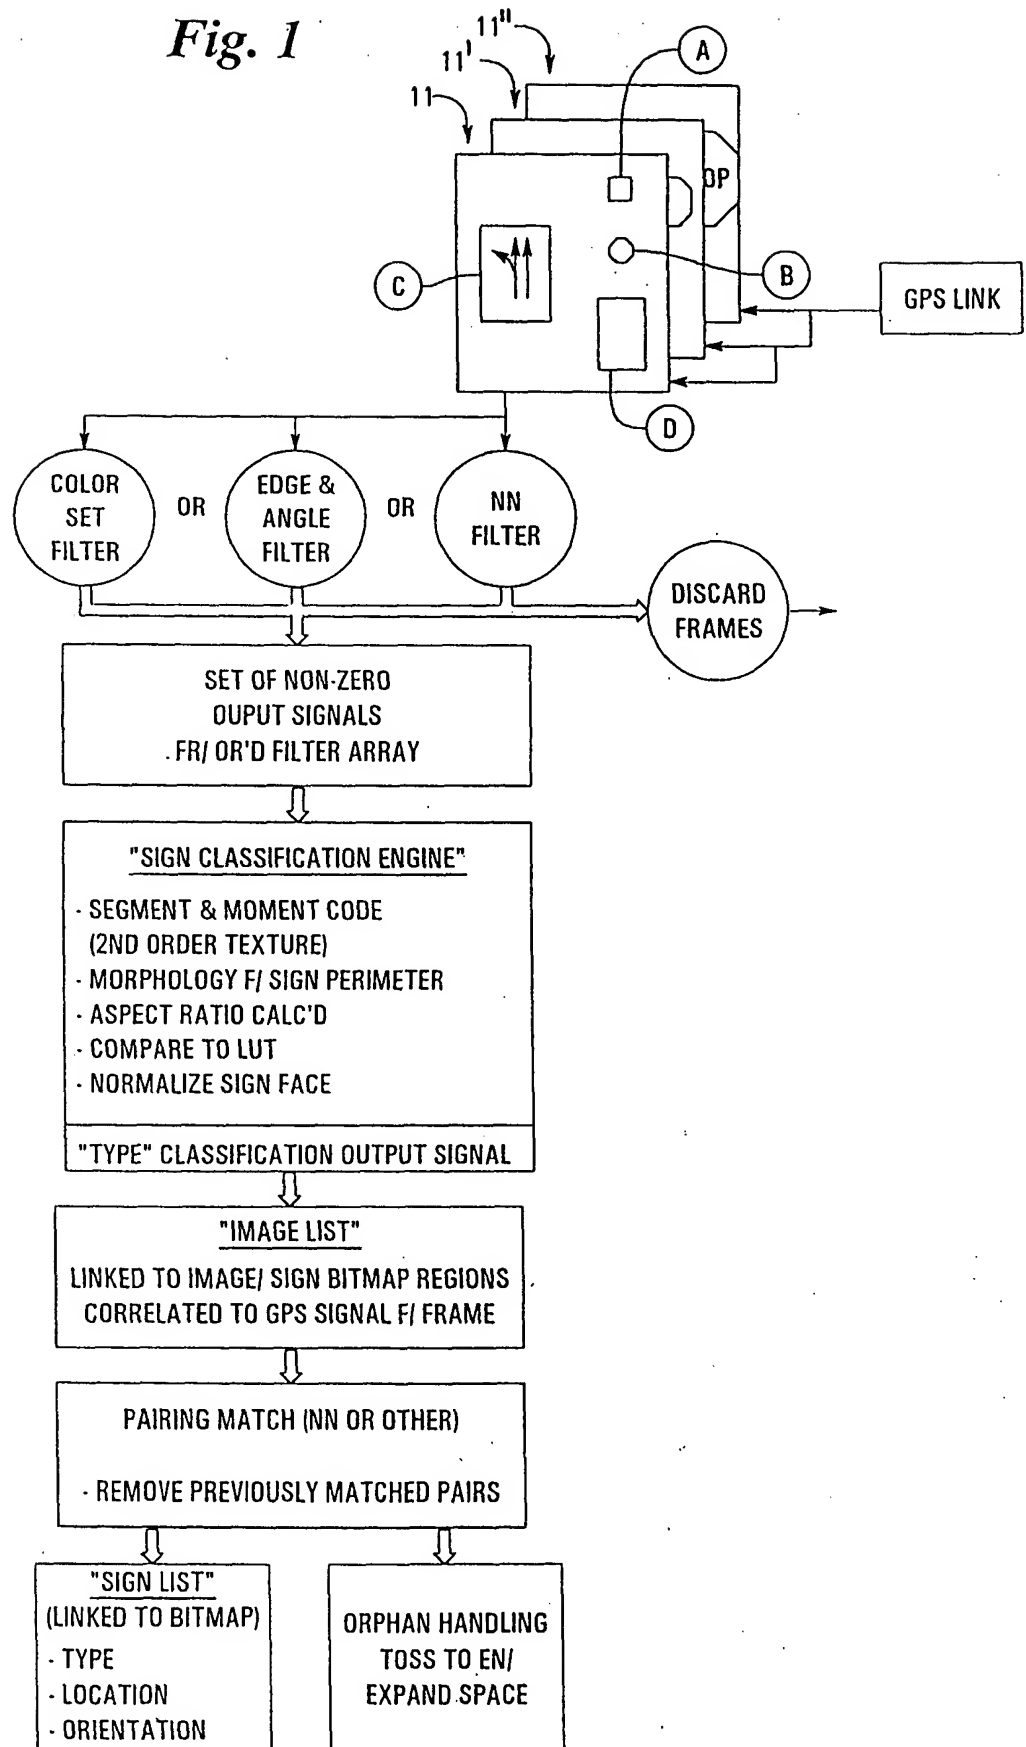 Fig. 1
11"
11'
11
A
OP
C
B
GPS LINK
D
COLOR
SET
FILTER
OR
EDGE &
ANGLE
FILTER
OR
NN
FILTER
DISCARD
FRAMES
SET OF NON-ZERO
OUPUT SIGNALS
FR/ OR'D FILTER ARRAY
"SIGN CLASSIFICATION ENGINE"
- SEGMENT & MOMENT CODE
(2ND ORDER TEXTURE)
- MORPHOLOGY F/ SIGN PERIMETER
- ASPECT RATIO CALC'D
- COMPARE TO LUT
- NORMALIZE SIGN FACE
"TYPE" CLASSIFICATION OUTPUT SIGNAL
"IMAGE LIST"
LINKED TO IMAGE/ SIGN BITMAP REGIONS
CORRELATED TO GPS SIGNAL F/ FRAME
PAIRING MATCH (NN OR OTHER)
- REMOVE PREVIOUSLY MATCHED PAIRS
"SIGN LIST"
(LINKED TO BITMAP)
- TYPE
- LOCATION
- ORIENTATION
ORPHAN HANDLING
TOSS TO EN/
EXPAND SPACE